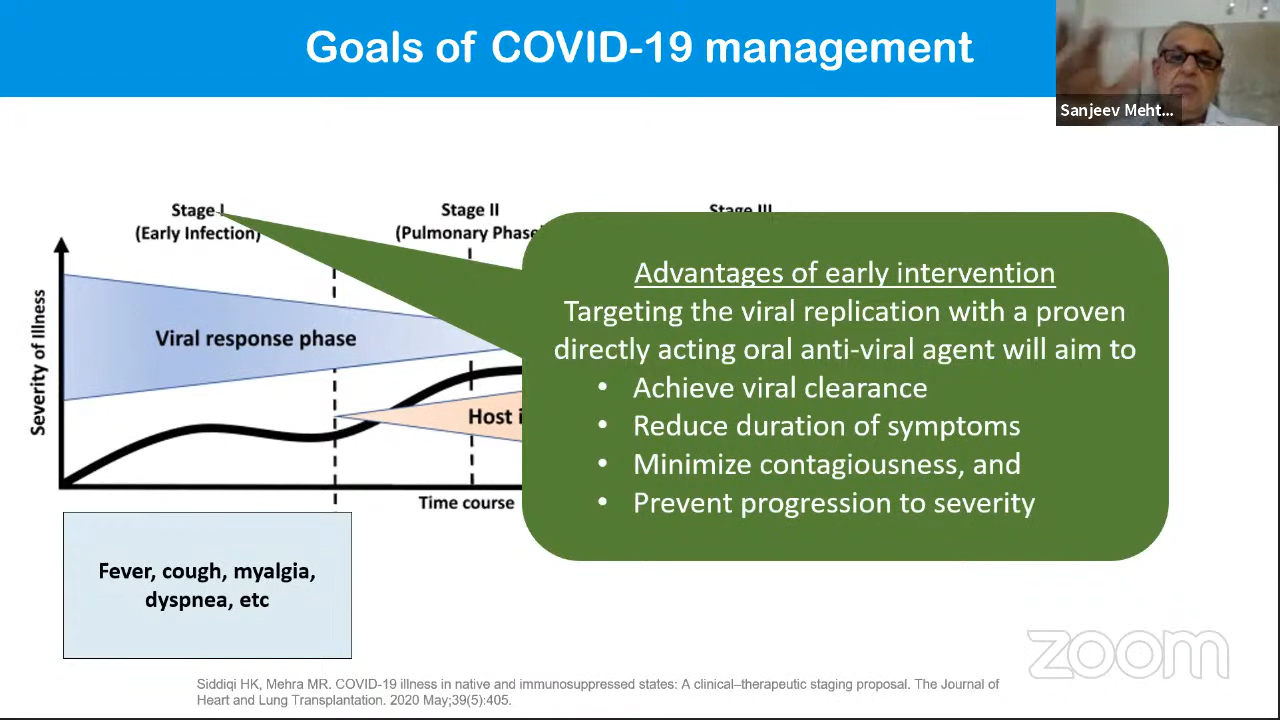 Goals of COVID-19 management
Sanjeev Meht...
Stage I
(Early Infection)
Stage II
(Pulmonary Phase)
Stage III
Severity of Illness
Viral response phase
Host i
Time course
Advantages of early intervention
Targeting the viral replication with a proven
directly acting oral anti-viral agent will aim to
• Achieve viral clearance
• Reduce duration of symptoms
• Minimize contagiousness, and
• Prevent progression to severity
Fever, cough, myalgia,
dyspnea, etc
zoom
Siddiqi HK, Mehra MR. COVID-19 illness in native and immunosuppressed states: A clinical–therapeutic staging proposal. The Journal of
Heart and Lung Transplantation. 2020 May;39(5):405.